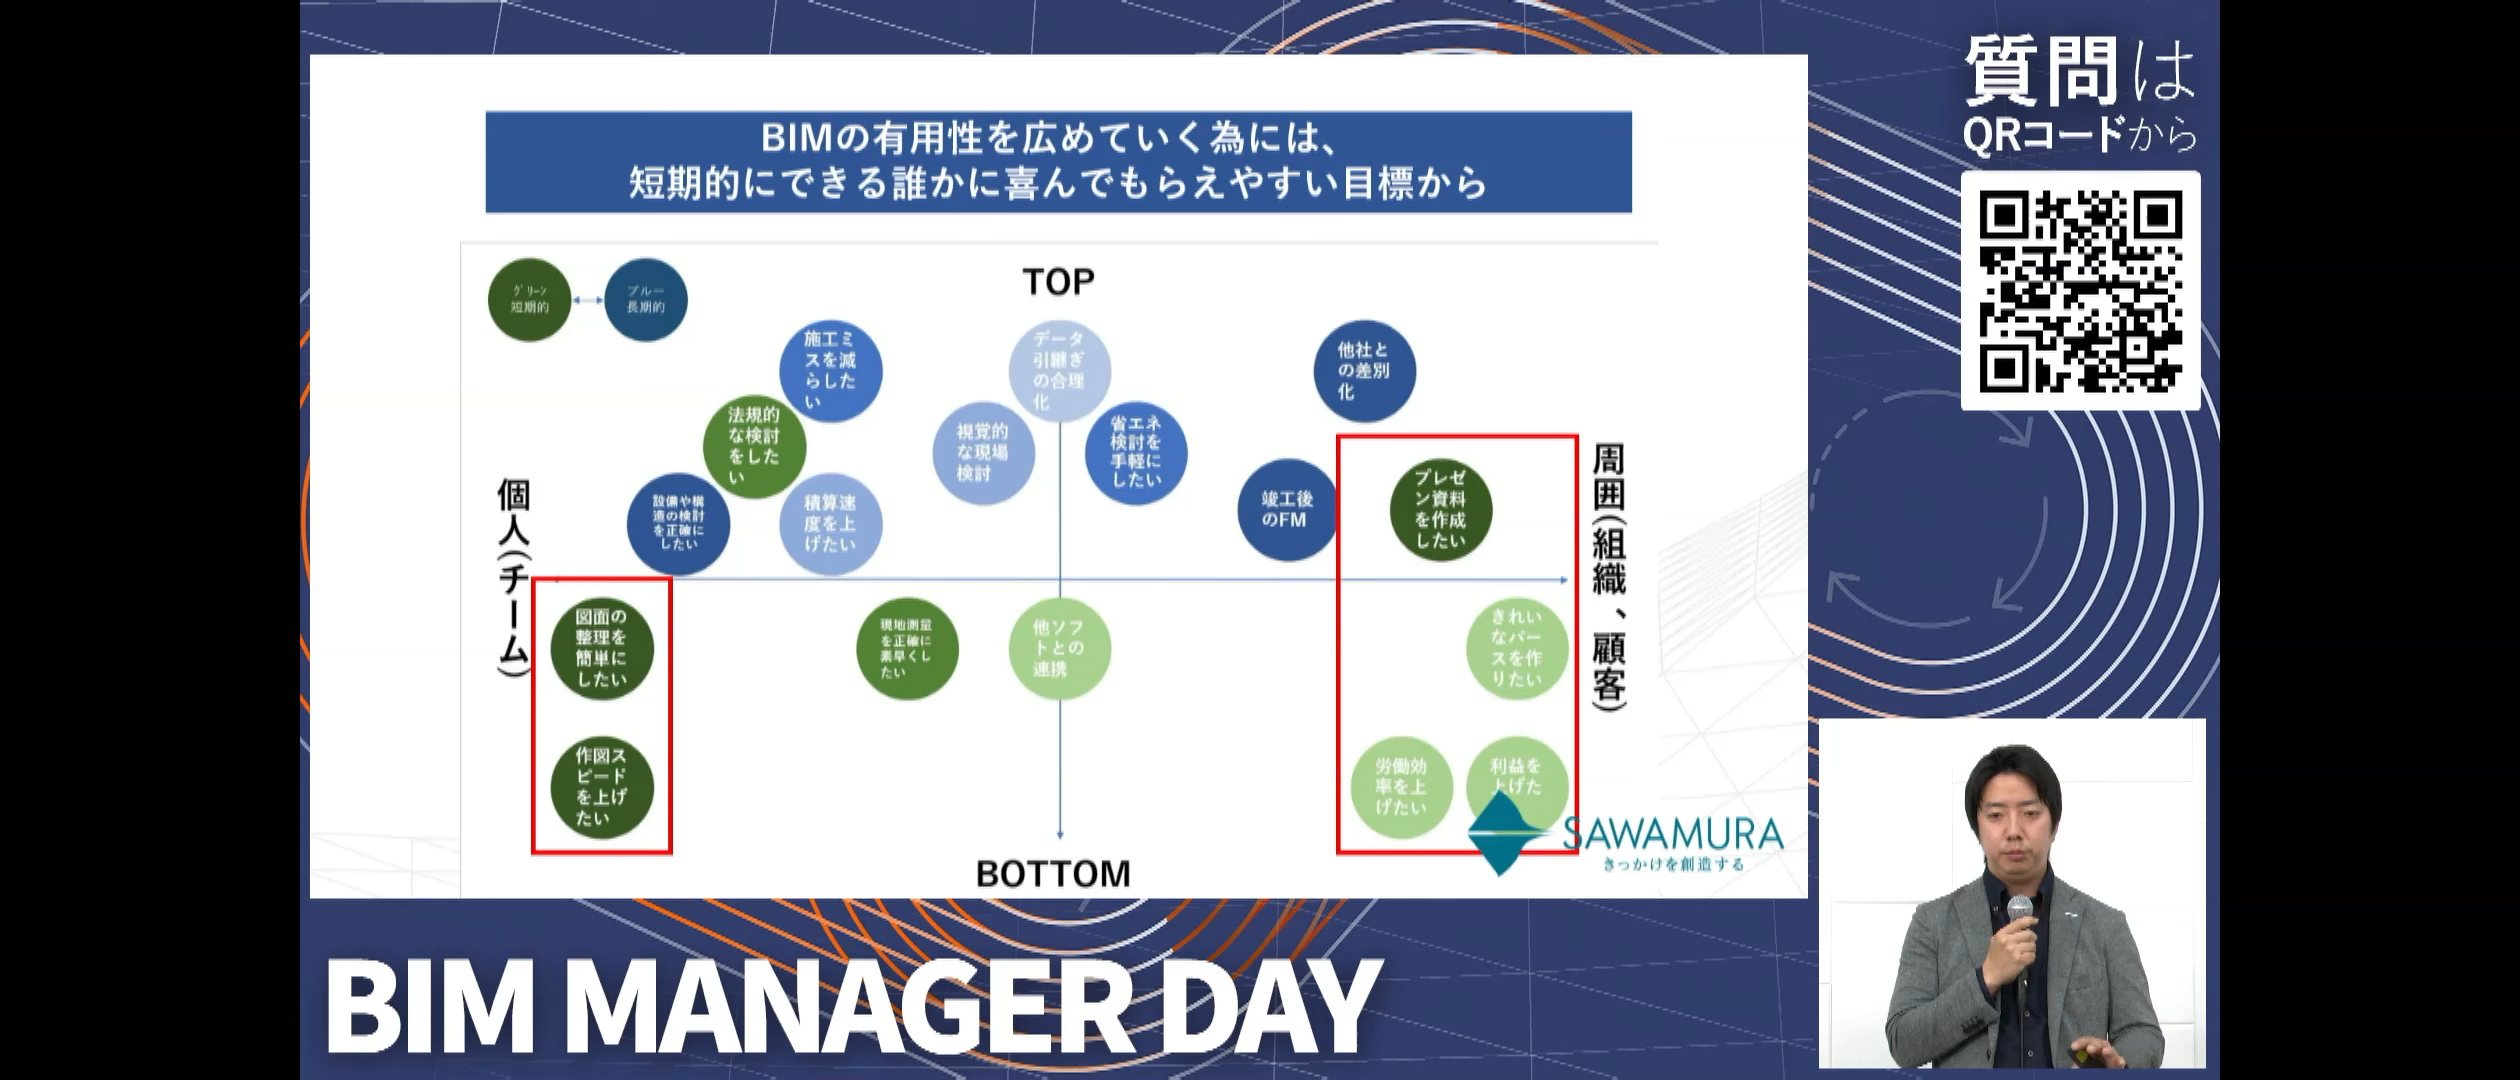 質問は
QRコードから
BIMの有用性を広めていく為には、
短期的にできる誰かに喜んでもらえやすい目標から
グリーン
短期的
ブルー
長期的
TOP
施工ミ
スを減
らした
い
データ
引継ぎ
の合理
化
他社と
の差別
化
法規的
な検討
をした
い
視覚的
な現場
検討
省エネ
検討を
手軽に
したい
設備や構
造の検討
を正確に
したい
積算速
度を上
げたい
竣工後
のFM
プレゼ
ン資料
を作成
したい
個人(チーム)
周囲(組織、顧客)
図面の
整理を
簡単に
したい
現地測量
を正確に
素早くし
たい
他ソフ
トとの
連携
きれい
なパー
スを作
りたい
作図ス
ピード
を上げ
たい
労働効
率を上
げたい
利益を
上げた
BOTTOM
SAWAMURA
きっかけを創造する
BIM MANAGER DAY